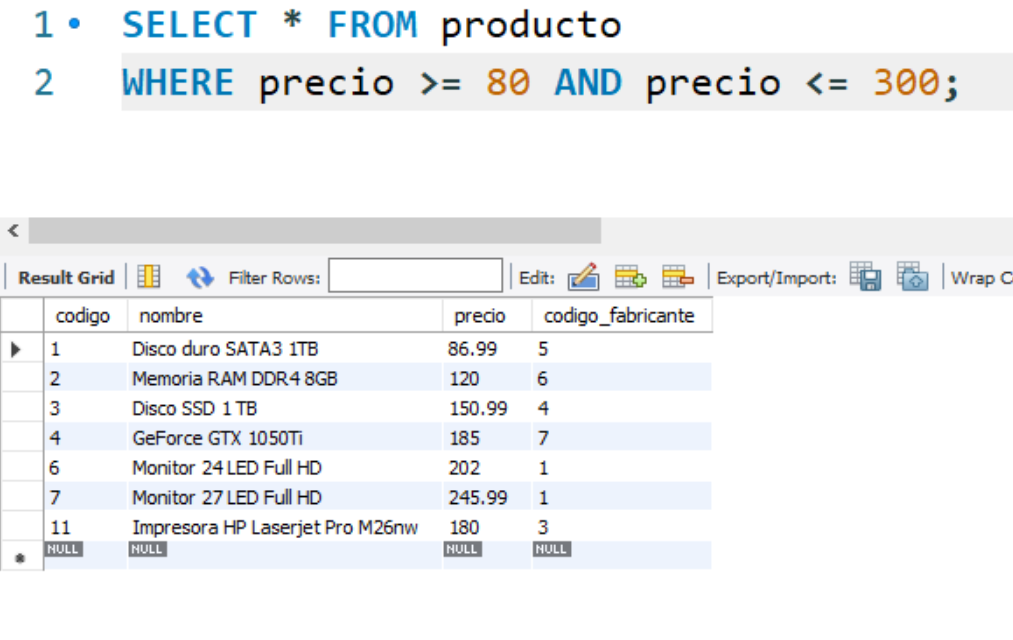 1 SELECT * FROM producto
2 WHERE precio >= 80 AND precio <= 300;
Result Grid Filter Rows: Edit: Export/Import: Wrap C
codigo nombre precio codigo_fabricante
1 Disco duro SATA3 1TB 86.99 5
2 Memoria RAM DDR4 8GB 120 6
3 Disco SSD 1 TB 150.99 4
4 GeForce GTX 1050Ti 185 7
6 Monitor 24 LED Full HD 202 1
7 Monitor 27 LED Full HD 245.99 1
11 Impresora HP Laserjet Pro M26nw 180 3
NULL NULL NULL NULL